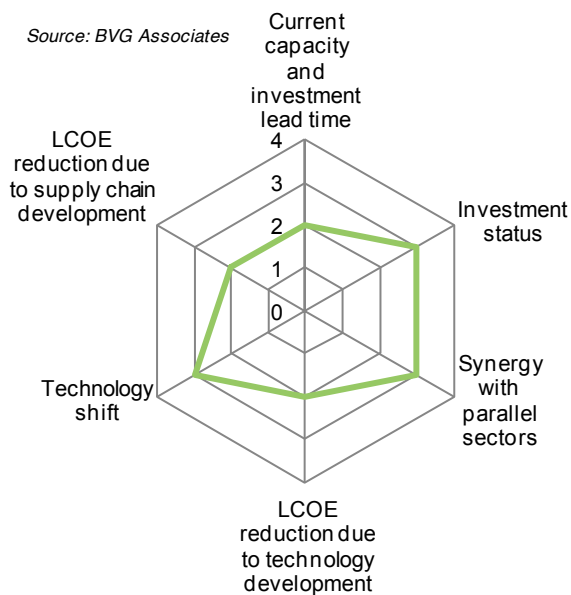 Source: BVG Associates
Current
capacity
and
investment
lead time
LCOE
reduction due
to supply chain
development
4
3
2
1
0
Investment
status
Synergy
with
parallel
sectors
Technology
shift
LCOE
reduction due
to technology
development